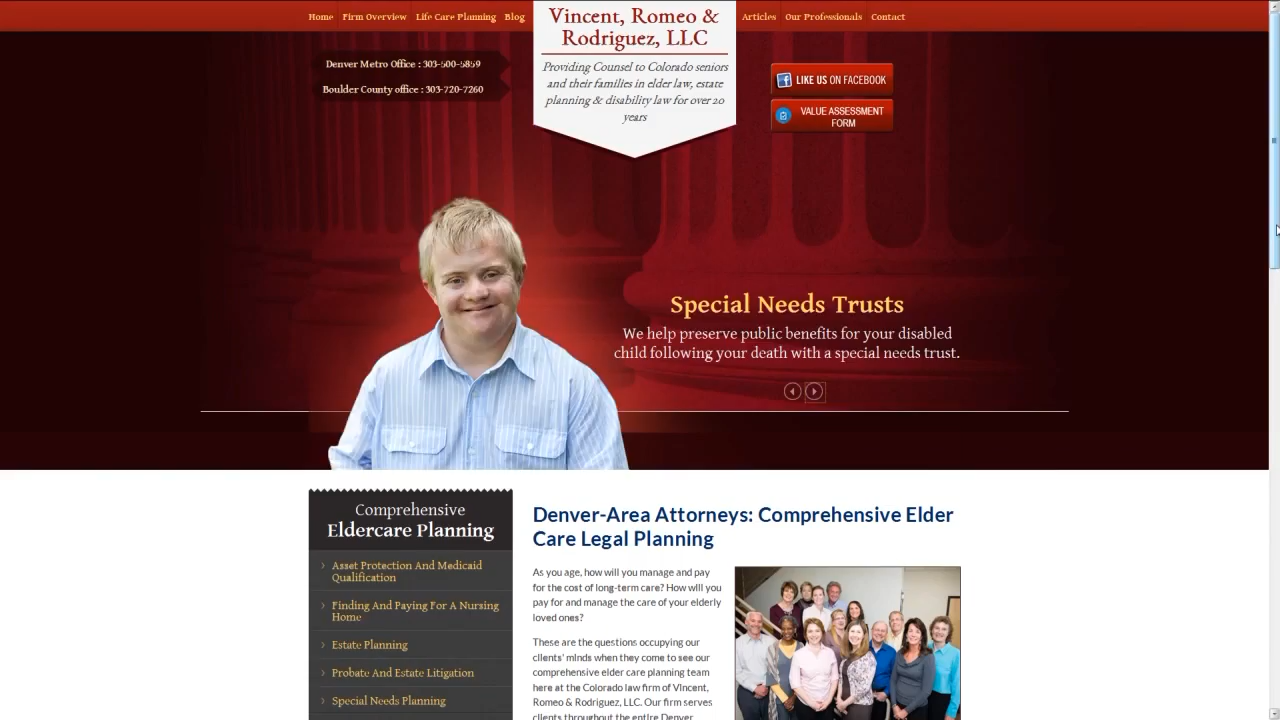 Home
Firm Overview
Life Care Planning
Blog
Vincent, Romeo &
Rodriguez, LLC
Providing Counsel to Colorado seniors
and their families in elder law, estate
planning & disability law for over 20
years
Articles
Our Professionals
Contact
Denver Metro Office : 303-500-5859
Boulder County office : 303-720-7260
LIKE US ON FACEBOOK
VALUE ASSESSMENT
FORM
Special Needs Trusts
We help preserve public benefits for your disabled
child following your death with a special needs trust.
Comprehensive
Eldercare Planning
Asset Protection And Medicaid
Qualification
Finding And Paying For A Nursing
Home
Estate Planning
Probate And Estate Litigation
Special Needs Planning
Denver-Area Attorneys: Comprehensive Elder
Care Legal Planning
As you age, how will you manage and pay
for the cost of long-term care? How will you
pay for and manage the care of your elderly
loved ones?
These are the questions occupying our
clients' minds when they come to see our
comprehensive elder care planning team
here at the Colorado law firm of Vincent,
Romeo & Rodriguez, LLC. Our firm serves
clients throughout the entire Denver